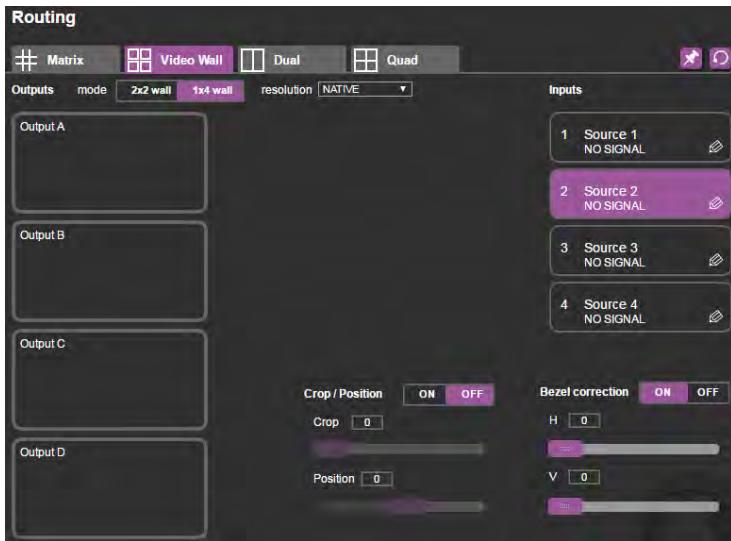 Routing
Matrix
Video Wall
Dual
Quad
Outputs mode 2x2 wall 1x4 wall resolution NATIVE
Inputs
Output A
Output B
Output C
Output D
1 Source 1
NO SIGNAL
2 Source 2
NO SIGNAL
3 Source 3
NO SIGNAL
4 Source 4
NO SIGNAL
Crop / Position ON OFF
Crop 0
Position 0
Bezel correction ON OFF
H 0
V 0